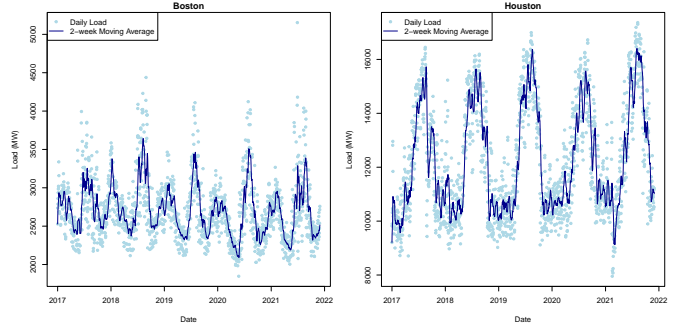 Boston
Daily Load
2−week Moving Average
Load (MW)
5000
4500
4000
3500
3000
2500
2000
2017 2018 2019 2020 2021 2022
Date
Houston
Daily Load
2−week Moving Average
Load (MW)
16000
14000
12000
10000
8000
2017 2018 2019 2020 2021 2022
Date